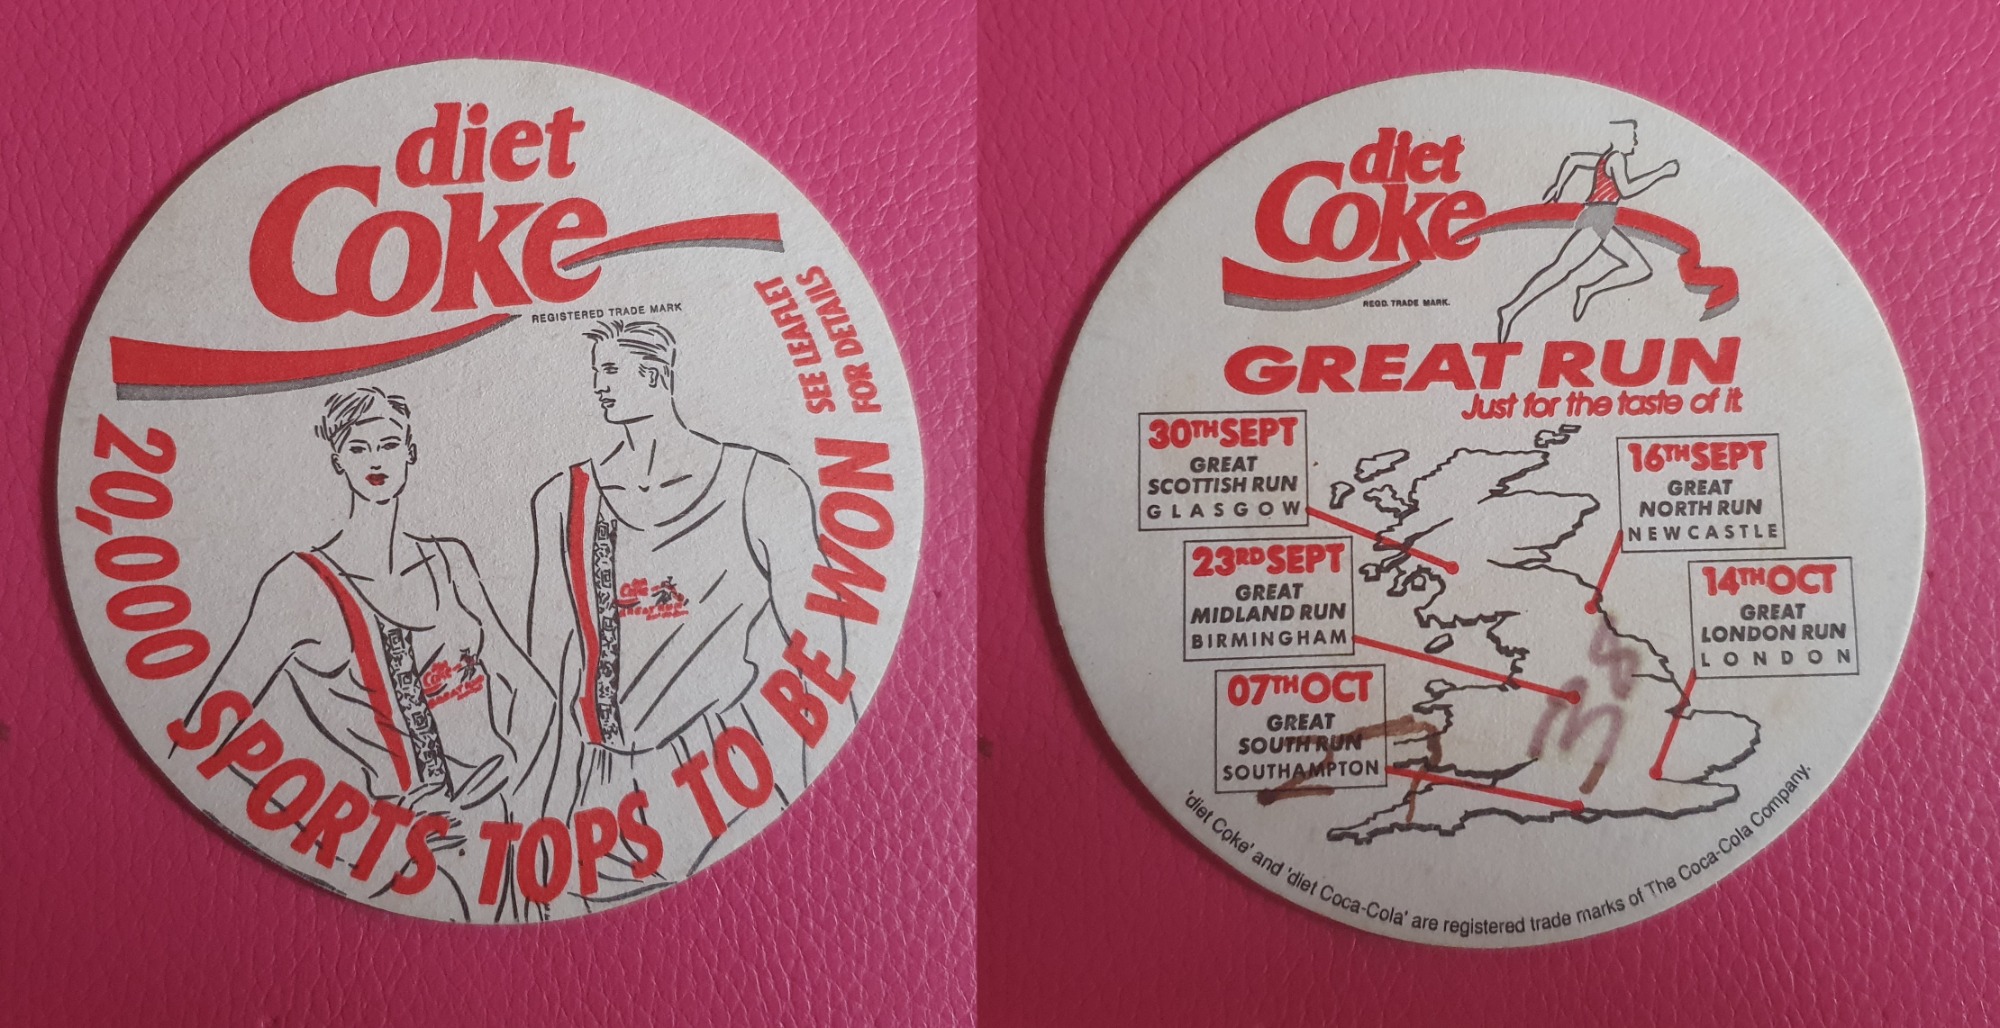 diet
Coke
REGISTERED TRADE MARK
SEE LEAFLET
FOR DETAILS
20,000 SPORTS TOPS TO BE WON
diet
Coke
REGD. TRADE MARK.
GREAT RUN
Just for the taste of it
30TH SEPT
GREAT
SCOTTISH RUN
GLASGOW
16TH SEPT
GREAT
NORTH RUN
NEWCASTLE
23RD SEPT
GREAT
MIDLAND RUN
BIRMINGHAM
14TH OCT
GREAT
LONDON RUN
LONDON
07TH OCT
GREAT
SOUTH RUN
SOUTHAMPTON
'diet Coke' and 'diet Coca-Cola' are registered trade marks of The Coca-Cola Company.